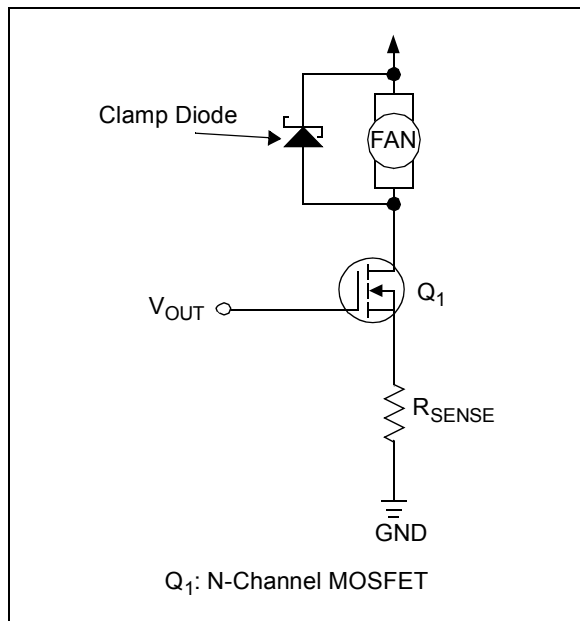 Clamp Diode
FAN
Q1
VOUT
RSENSE
GND
Q1: N-Channel MOSFET